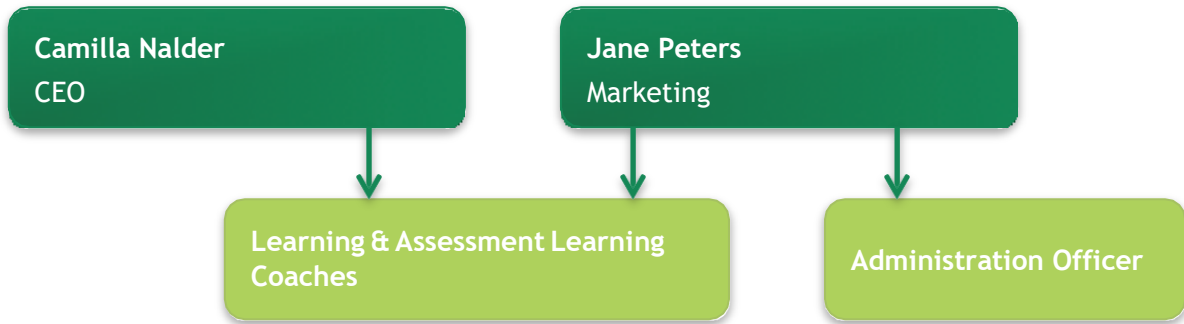 Camilla Nalder
CEO
Jane Peters
Marketing
Learning & Assessment Learning
Coaches
Administration Officer